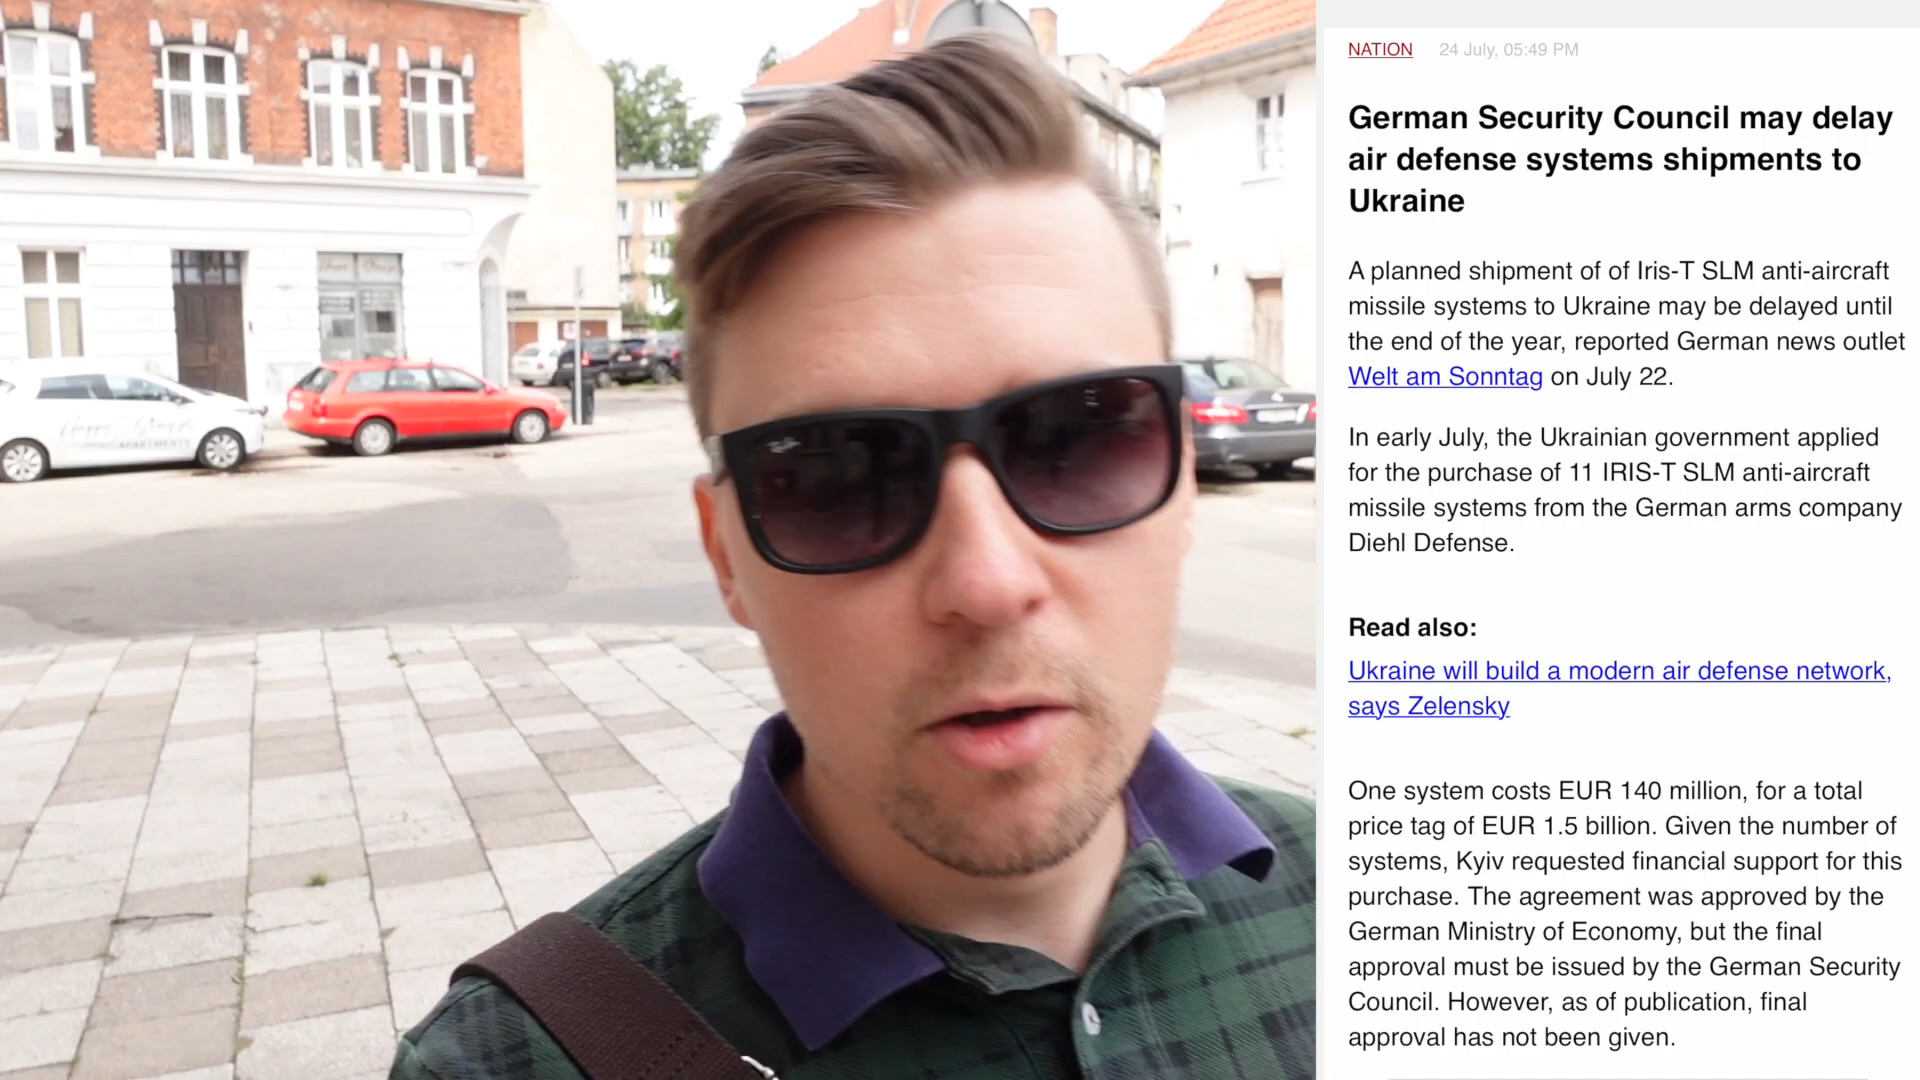 NATION 24 July, 05:49 PM
German Security Council may delay
air defense systems shipments to
Ukraine
A planned shipment of of Iris-T SLM anti-aircraft
missile systems to Ukraine may be delayed until
the end of the year, reported German news outlet
Welt am Sonntag on July 22.
In early July, the Ukrainian government applied
for the purchase of 11 IRIS-T SLM anti-aircraft
missile systems from the German arms company
Diehl Defense.
Read also:
Ukraine will build a modern air defense network,
says Zelensky
One system costs EUR 140 million, for a total
price tag of EUR 1.5 billion. Given the number of
systems, Kyiv requested financial support for this
purchase. The agreement was approved by the
German Ministry of Economy, but the final
approval must be issued by the German Security
Council. However, as of publication, final
approval has not been given.
Ray-Ban
APARTMENTS